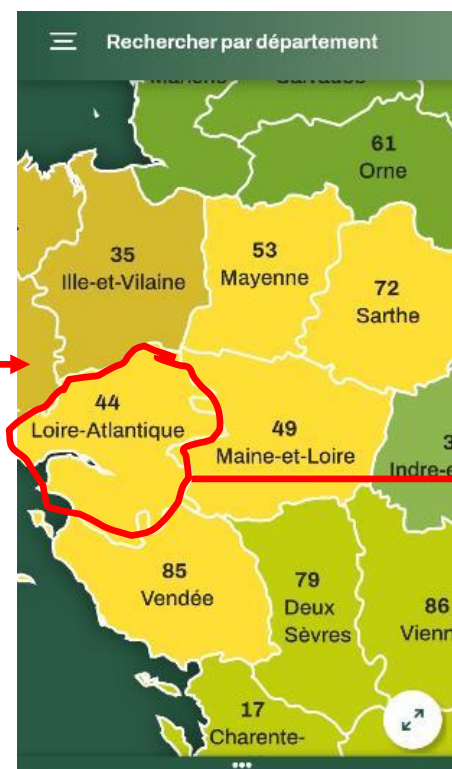 Rechercher par département
61
Orne
35
Ille-et-Vilaine
53
Mayenne
72
Sarthe
44
Loire-Atlantique
49
Maine-et-Loire
85
Vendée
79
Deux
Sèvres
86
17
Charente-